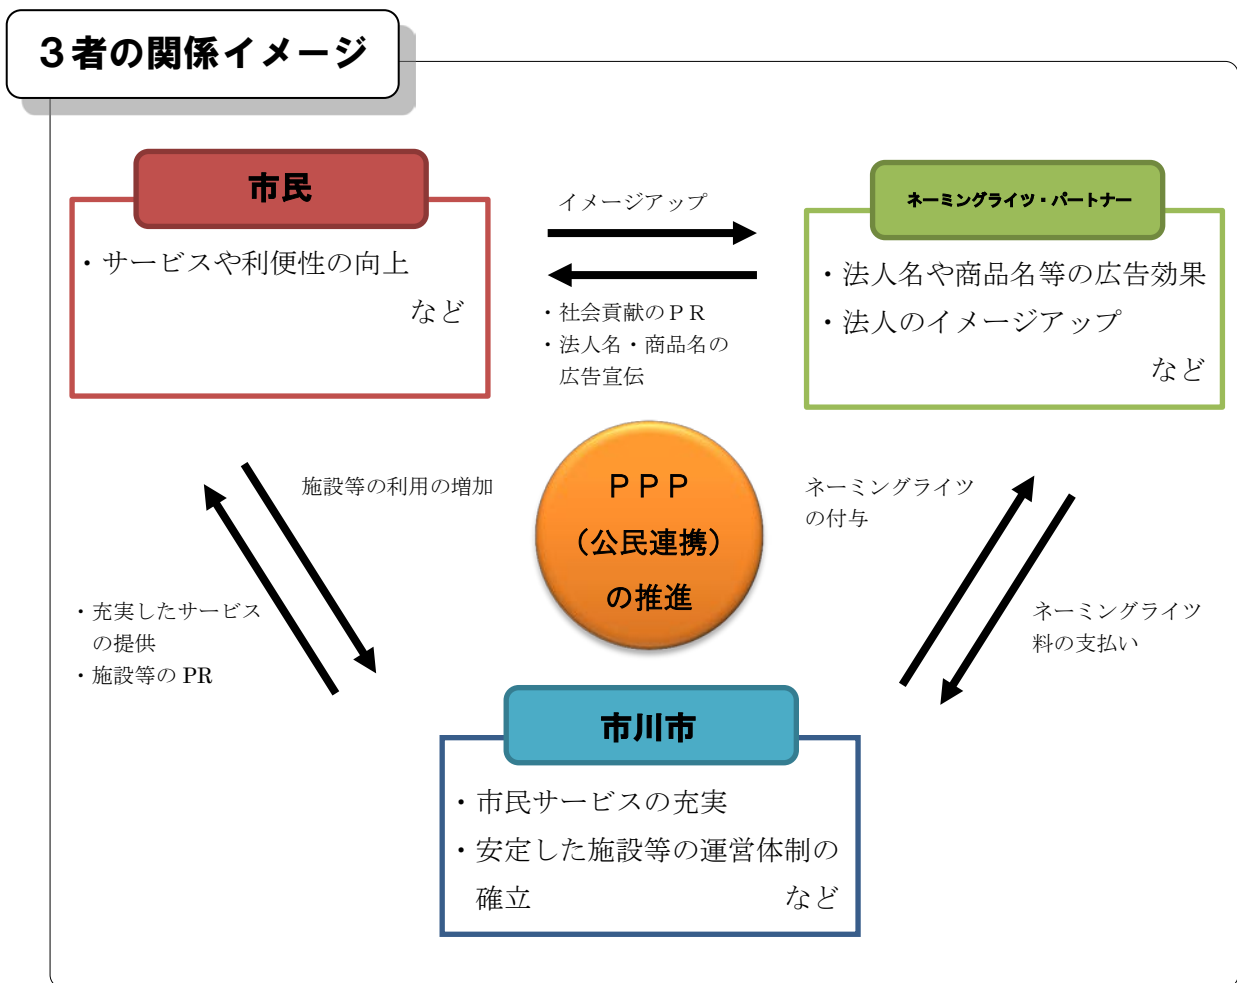 ３者の関係イメージ
市民
・サービスや利便性の向上
など
イメージアップ
・社会貢献のＰＲ
・法人名・商品名の
広告宣伝
ネーミングライツ・パートナー
・法人名や商品名等の広告効果
・法人のイメージアップ
など
施設等の利用の増加
ＰＰＰ
（公民連携）
の推進
ネーミングライツ
の付与
・充実したサービス
の提供
・施設等の PR
ネーミングライツ
料の支払い
市川市
・市民サービスの充実
・安定した施設等の運営体制の
確立 など